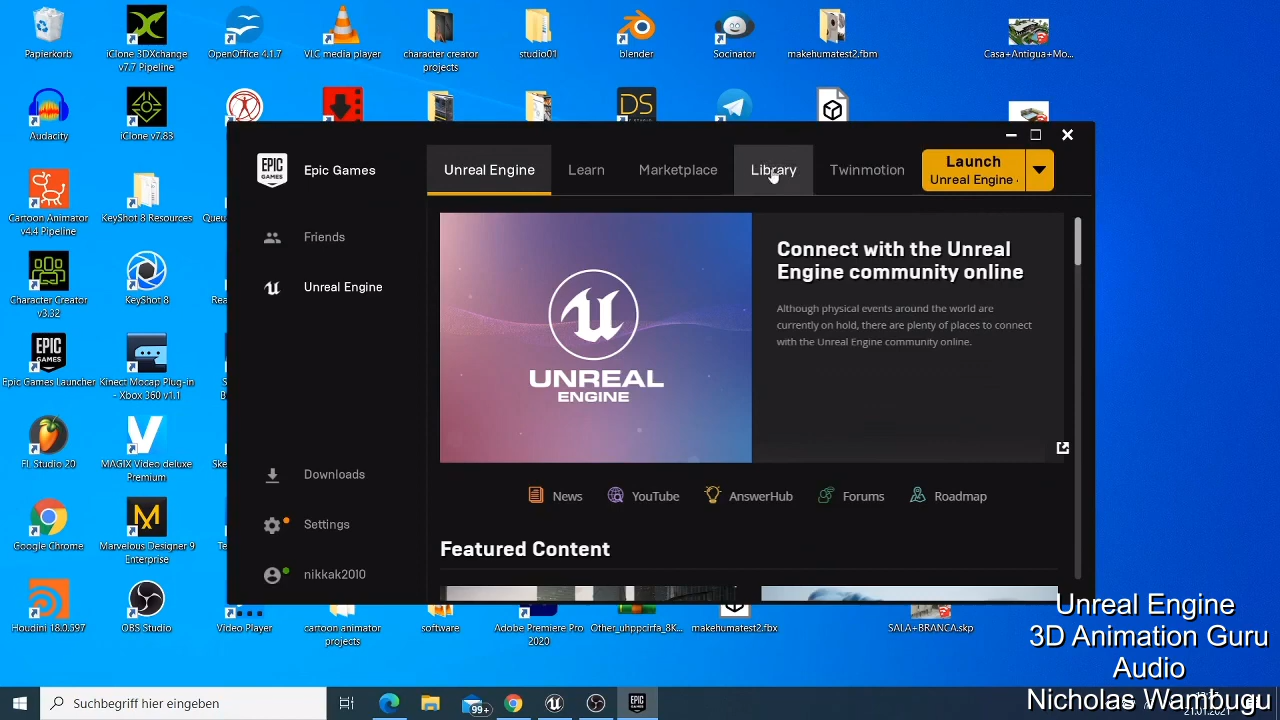 Papierkorb
iClone 3DXchange
v7.7 Pipeline
OpenOffice 4.1.7
VLC media player
character creator
projects
studio01
blender
Socinator
makehumatest2.fbm
Casa+Antigua+Mo...
Audacity
iClone v7.83
DS
Cartoon Animator
v4.4 Pipeline
KeyShot 8 Resources
Character Creator
v3.32
KeyShot 8
EPIC
GAMES
Epic Games Launcher
Kinect Mocap Plug-in
- Xbox 360 v1.1
FL Studio 20
MAGIX Video deluxe
Premium
Google Chrome
Marvelous Designer 9
Enterprise
Houdini 18.0.597
OBS Studio
Video Player
cartoon animator
projects
software
Adobe Premiere Pro
2020
Other_uhppcirfa_8K...
makehumatest2.fbx
SALA+BRANCA.skp
EPIC
GAMES
Epic Games
Unreal Engine
Learn
Marketplace
Library
Twinmotion
Launch
Unreal Engine
Friends
Unreal Engine
Downloads
Settings
nikkak2010
UNREAL
ENGINE
Connect with the Unreal
Engine community online
Although physical events around the world are
currently on hold, there are plenty of places to connect
with the Unreal Engine community online.
News
YouTube
AnswerHub
Forums
Roadmap
Featured Content
Unreal Engine
3D Animation Guru
Audio
Nicholas Wambugu
Suchbegriff hier eingeben
99+